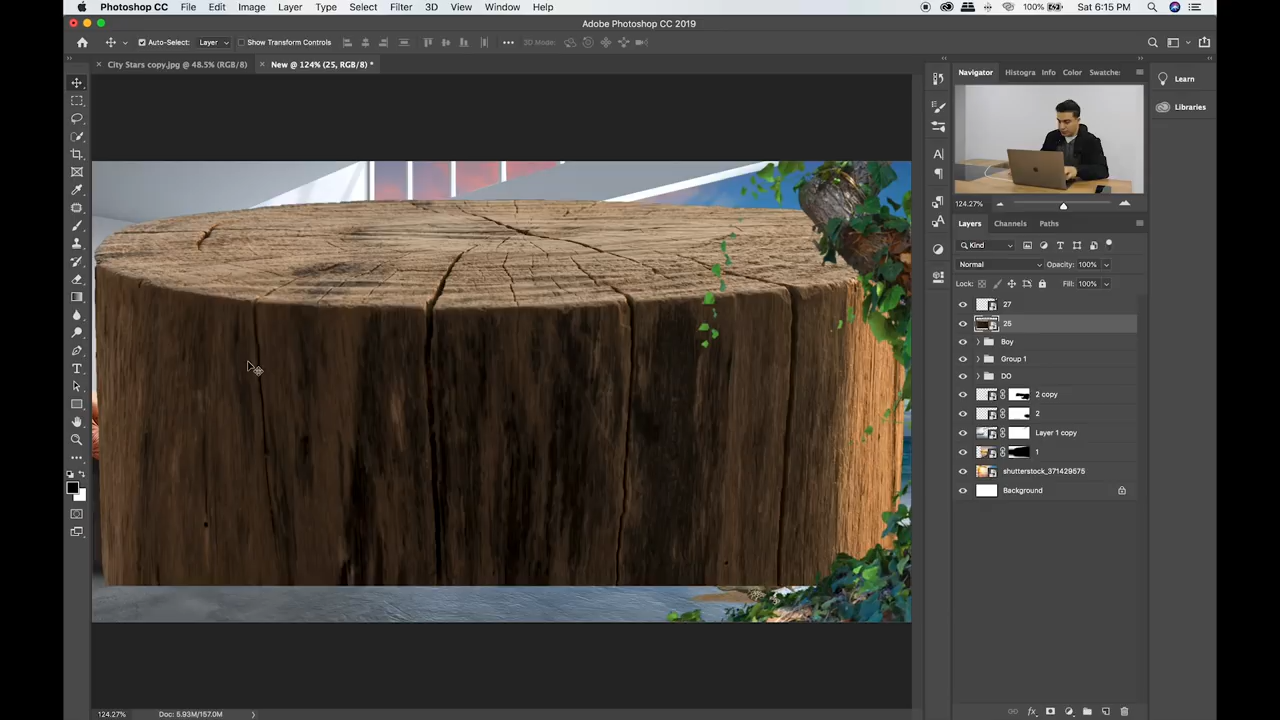 Photoshop CC File Edit Image Layer Type Select Filter 3D View Window Help 100% Sat 6:15 PM
Adobe Photoshop CC 2019
Auto-Select: Layer Show Transform Controls 3D Mode:
City Stars copy.jpg @ 48.5% (RGB/8) New @ 124% (25, RGB/8) *
Navigator Histogra Info Color Swatche
Learn
Libraries
124.27%
Layers Channels Paths
Kind
Normal Opacity: 100%
Lock: Fill: 100%
27
25
Boy
Group 1
DO
2 copy
2
Layer 1 copy
1
shutterstock_371429575
Background
124.27% Doc: 5.93M/157.0M